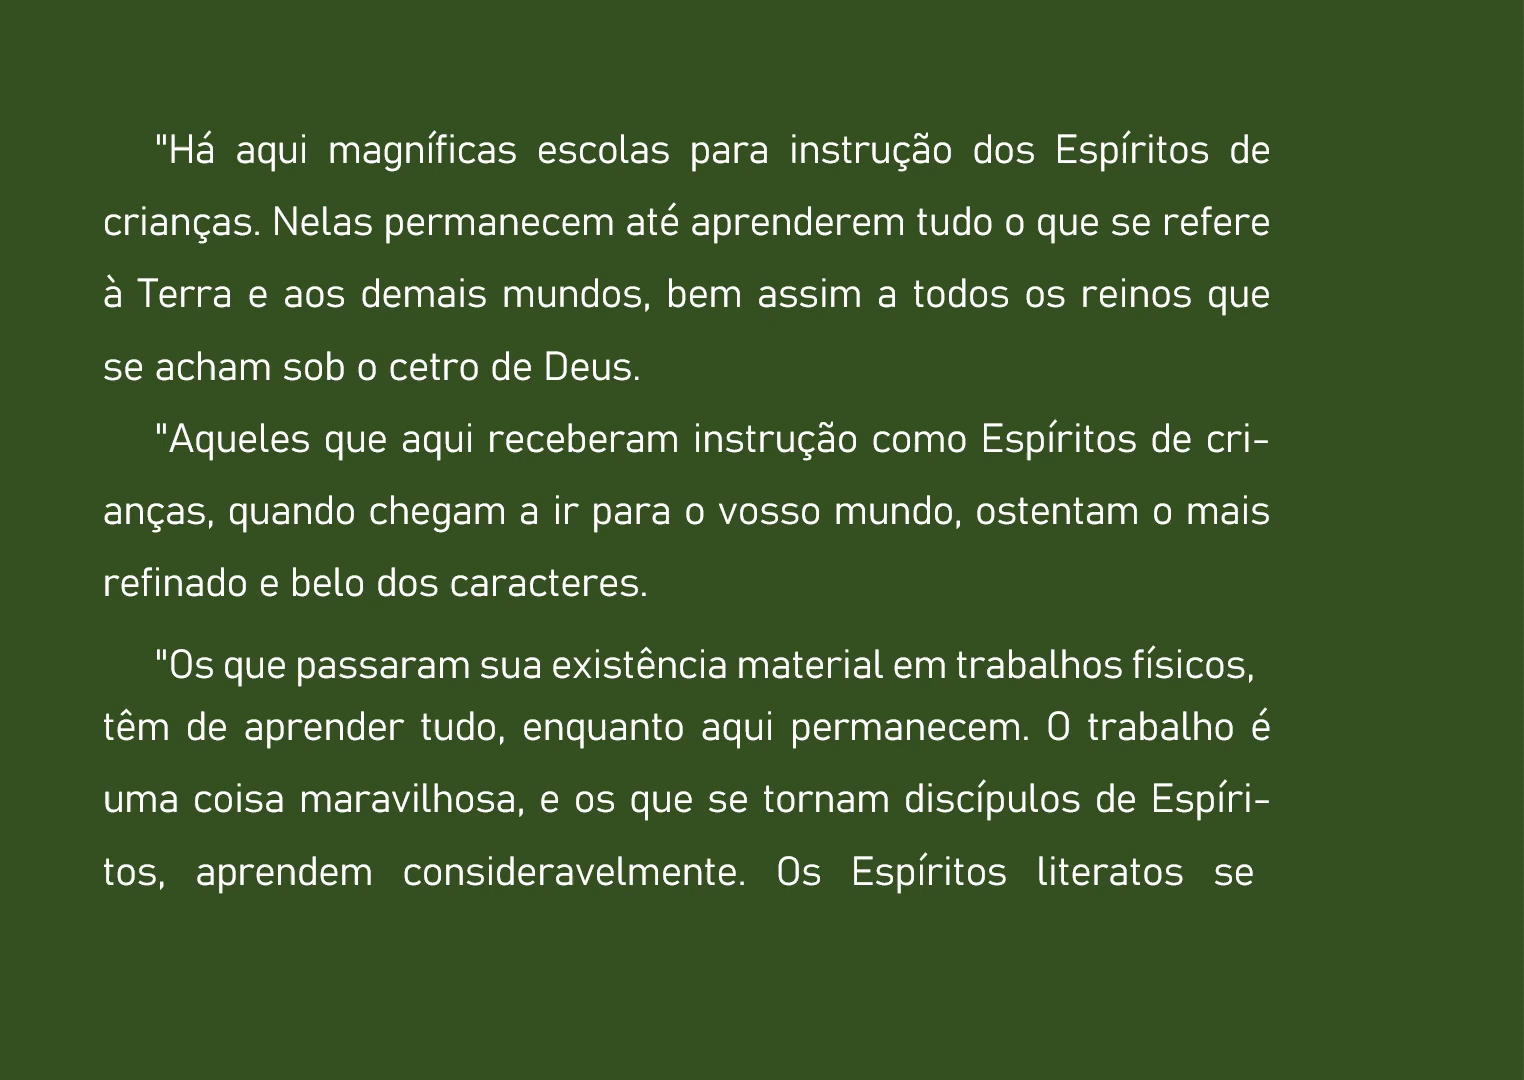 "Há aqui magníficas escolas para instrução dos Espíritos de
crianças. Nelas permanecem até aprenderem tudo o que se refere
à Terra e aos demais mundos, bem assim a todos os reinos que
se acham sob o cetro de Deus.
"Aqueles que aqui receberam instrução como Espíritos de cri-
anças, quando chegam a ir para o vosso mundo, ostentam o mais
refinado e belo dos caracteres.
"Os que passaram sua existência material em trabalhos físicos,
têm de aprender tudo, enquanto aqui permanecem. O trabalho é
uma coisa maravilhosa, e os que se tornam discípulos de Espíri-
tos, aprendem consideravelmente. Os Espíritos literatos se